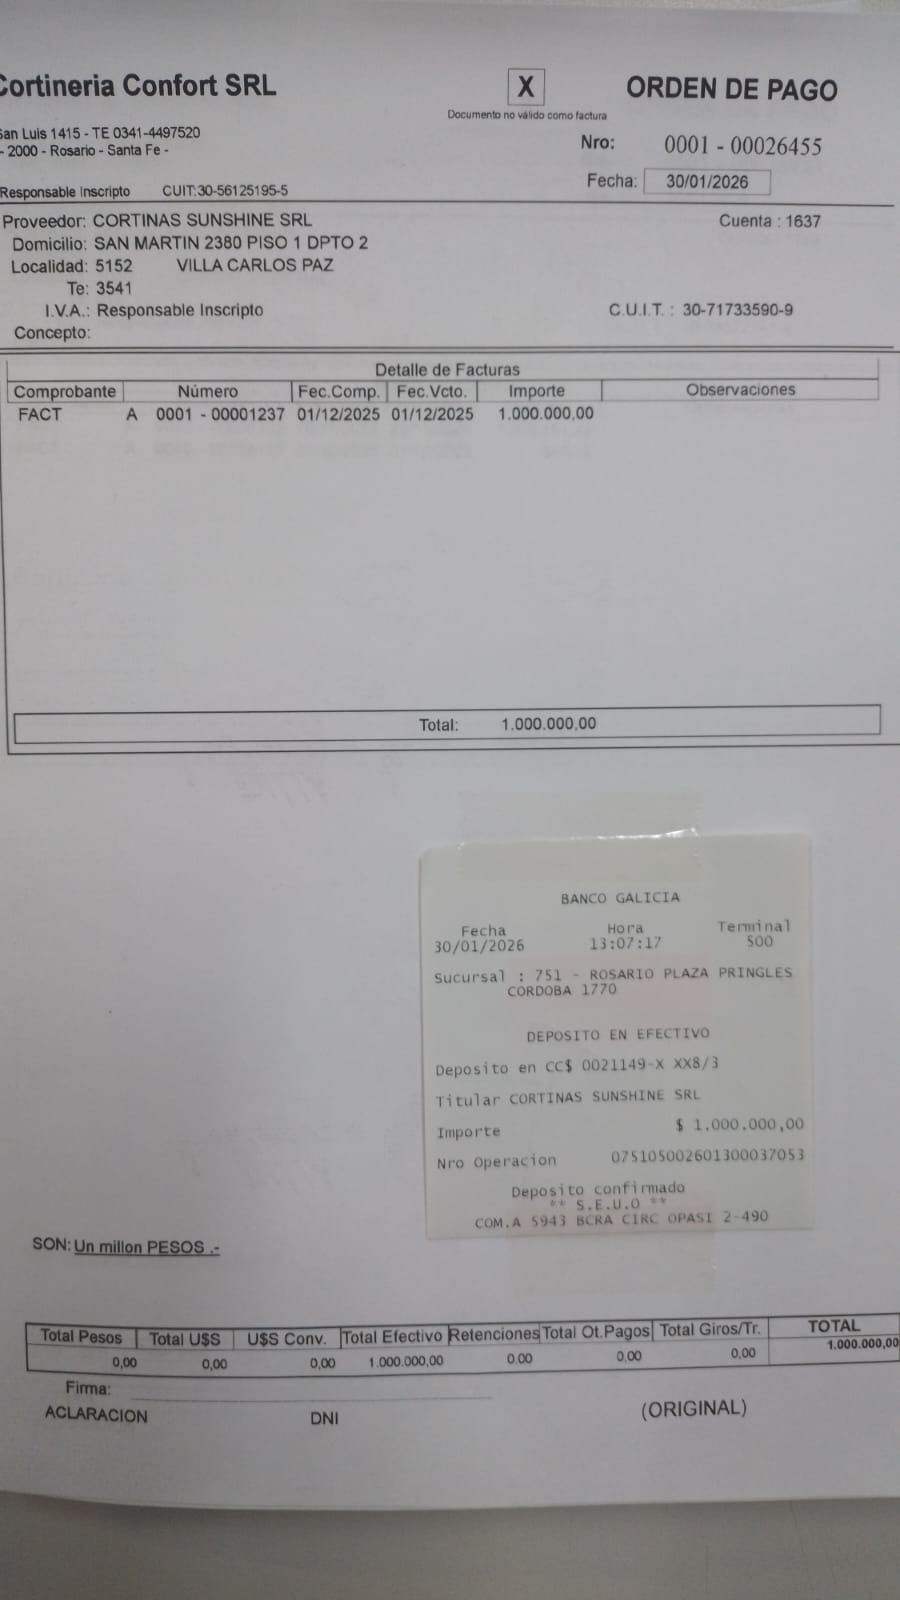 Cortineria Confort SRL
X
ORDEN DE PAGO
Documento no válido como factura
San Luis 1415 - TE 0341-4497520
- 2000 - Rosario - Santa Fe -
Nro: 0001 - 00026455
Fecha: 30/01/2026
Responsable Inscripto CUIT:30-56125195-5
Proveedor: CORTINAS SUNSHINE SRL Cuenta : 1637
Domicilio: SAN MARTIN 2380 PISO 1 DPTO 2
Localidad: 5152 VILLA CARLOS PAZ
Te: 3541
I.V.A.: Responsable Inscripto C.U.I.T. : 30-71733590-9
Concepto:
Detalle de Facturas
Comprobante Número Fec.Comp. Fec.Vcto. Importe Observaciones
FACT A 0001 - 00001237 01/12/2025 01/12/2025 1.000.000,00
Total: 1.000.000,00
BANCO GALICIA
Fecha Hora Terminal
30/01/2026 13:07:17 500
Sucursal : 751 - ROSARIO PLAZA PRINGLES
CORDOBA 1770
DEPOSITO EN EFECTIVO
Deposito en CC$ 0021149-X XX8/3
Titular CORTINAS SUNSHINE SRL
Importe $ 1.000.000,00
Nro Operacion 075105002601300037053
Deposito confirmado
** S.E.U.O **
COM.A 5943 BCRA CIRC OPASI 2-490
SON: Un millon PESOS .-
Total Pesos Total U$S U$S Conv. Total Efectivo Retenciones Total Ot.Pagos Total Giros/Tr. TOTAL
0,00 0,00 0,00 1.000.000,00 0,00 0,00 0,00 1.000.000,00
Firma:
ACLARACION DNI (ORIGINAL)